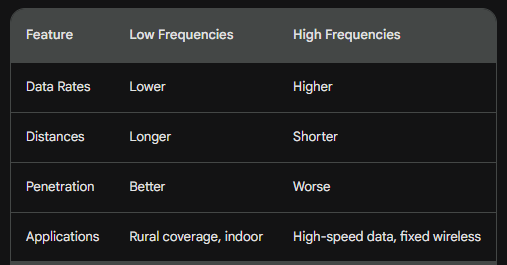 Feature Low Frequencies High Frequencies
Data Rates Lower Higher
Distances Longer Shorter
Penetration Better Worse
Applications Rural coverage, indoor High-speed data, fixed wireless